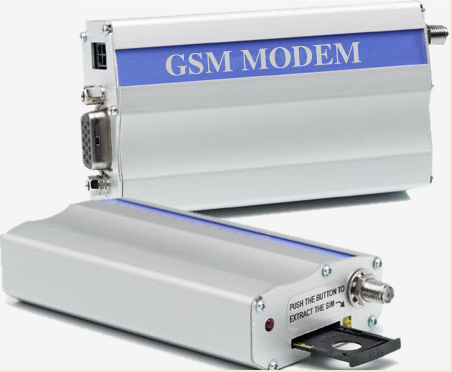 GSM MODEM
PUSH THE BUTTON TO
EXTRACT THE SIM